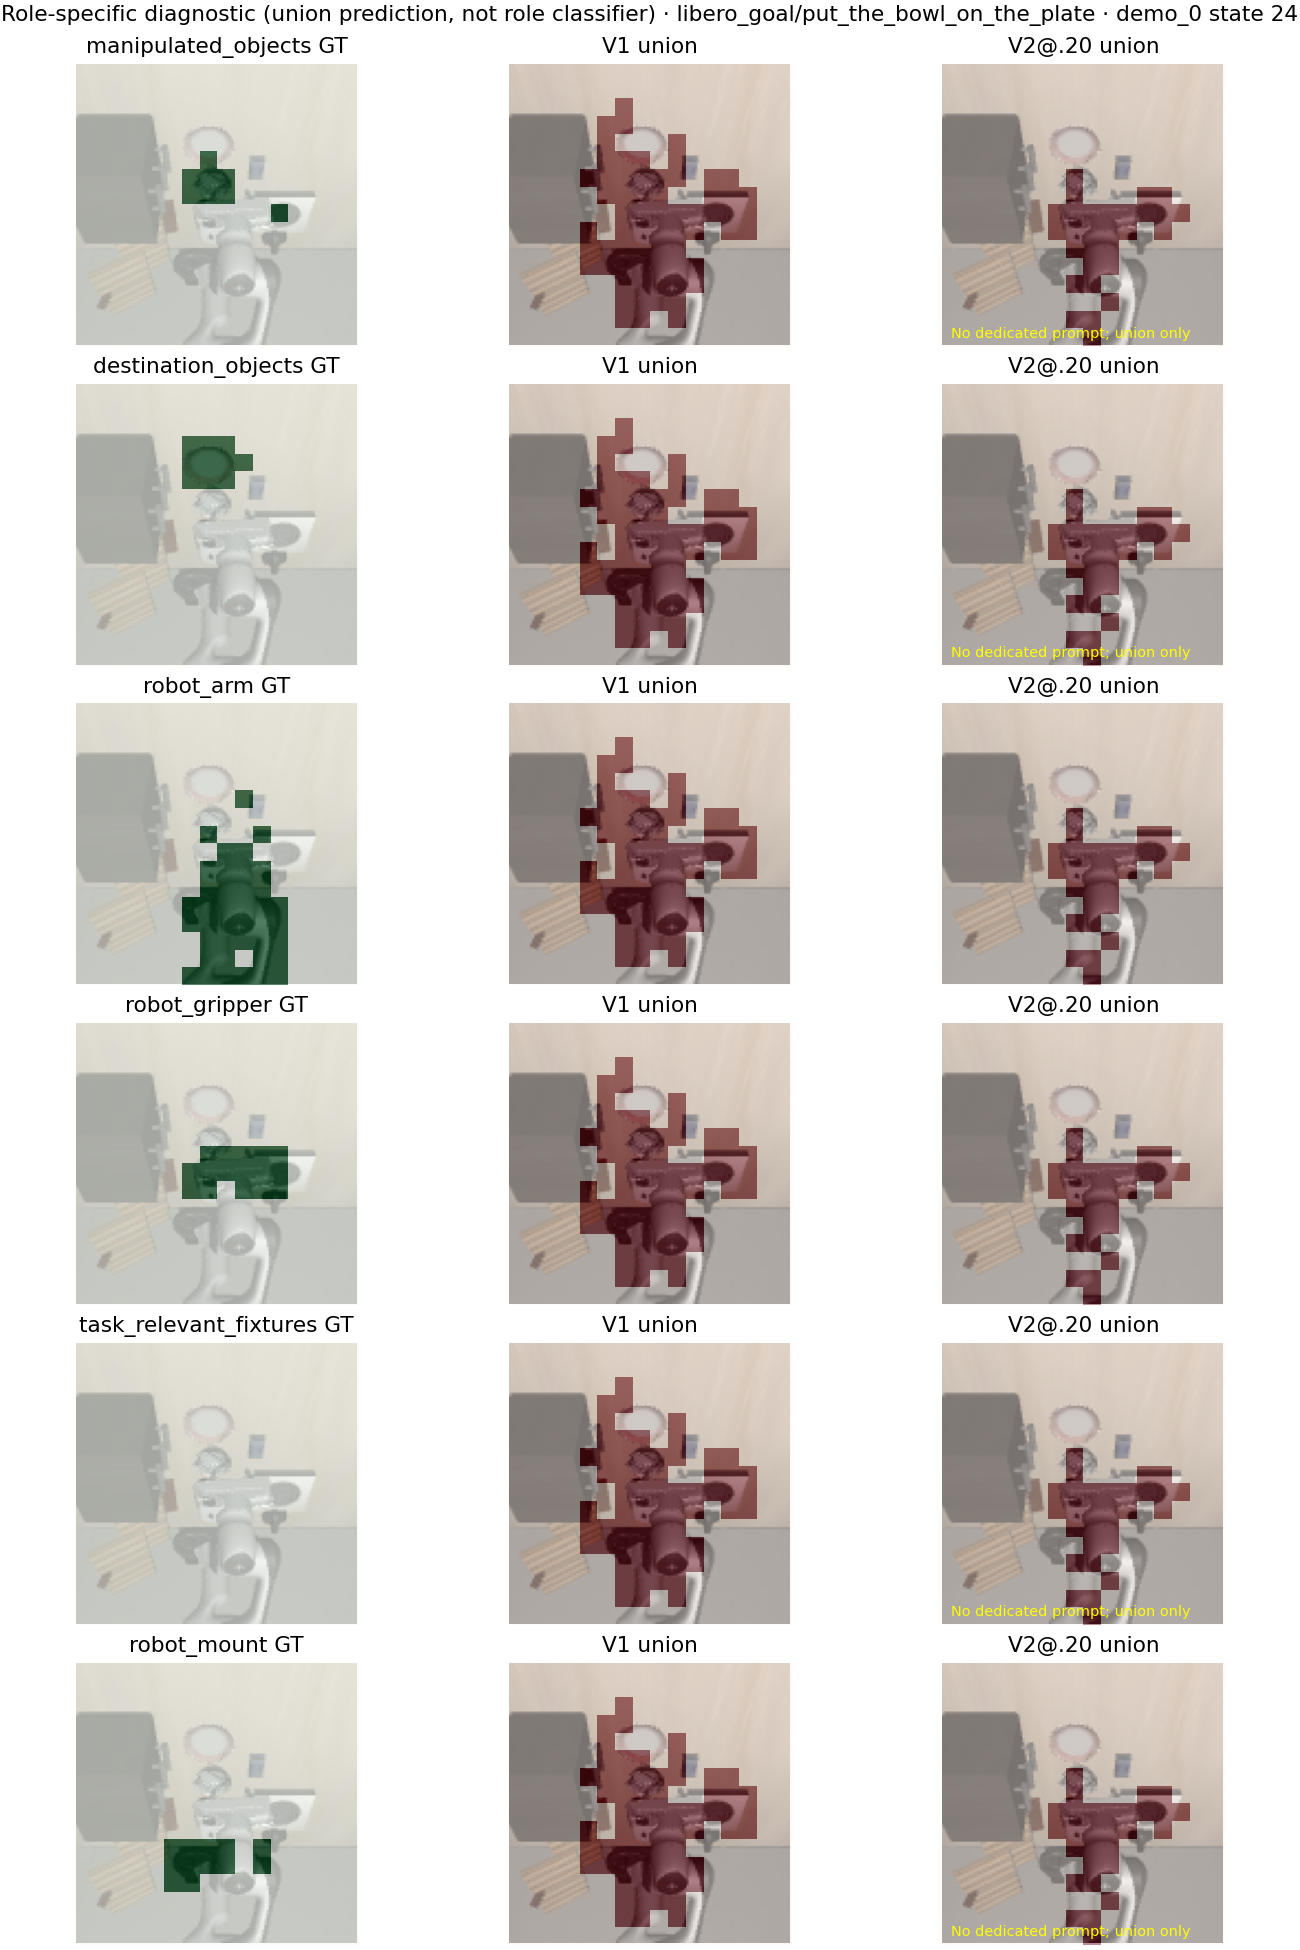 Role-specific diagnostic (union prediction, not role classifier) · libero_goal/put_the_bowl_on_the_plate · demo_0 state 24
manipulated_objects GT V1 union V2@.20 union
No dedicated prompt; union only
destination_objects GT V1 union V2@.20 union
No dedicated prompt; union only
robot_arm GT V1 union V2@.20 union
robot_gripper GT V1 union V2@.20 union
task_relevant_fixtures GT V1 union V2@.20 union
No dedicated prompt; union only
robot_mount GT V1 union V2@.20 union
No dedicated prompt; union only